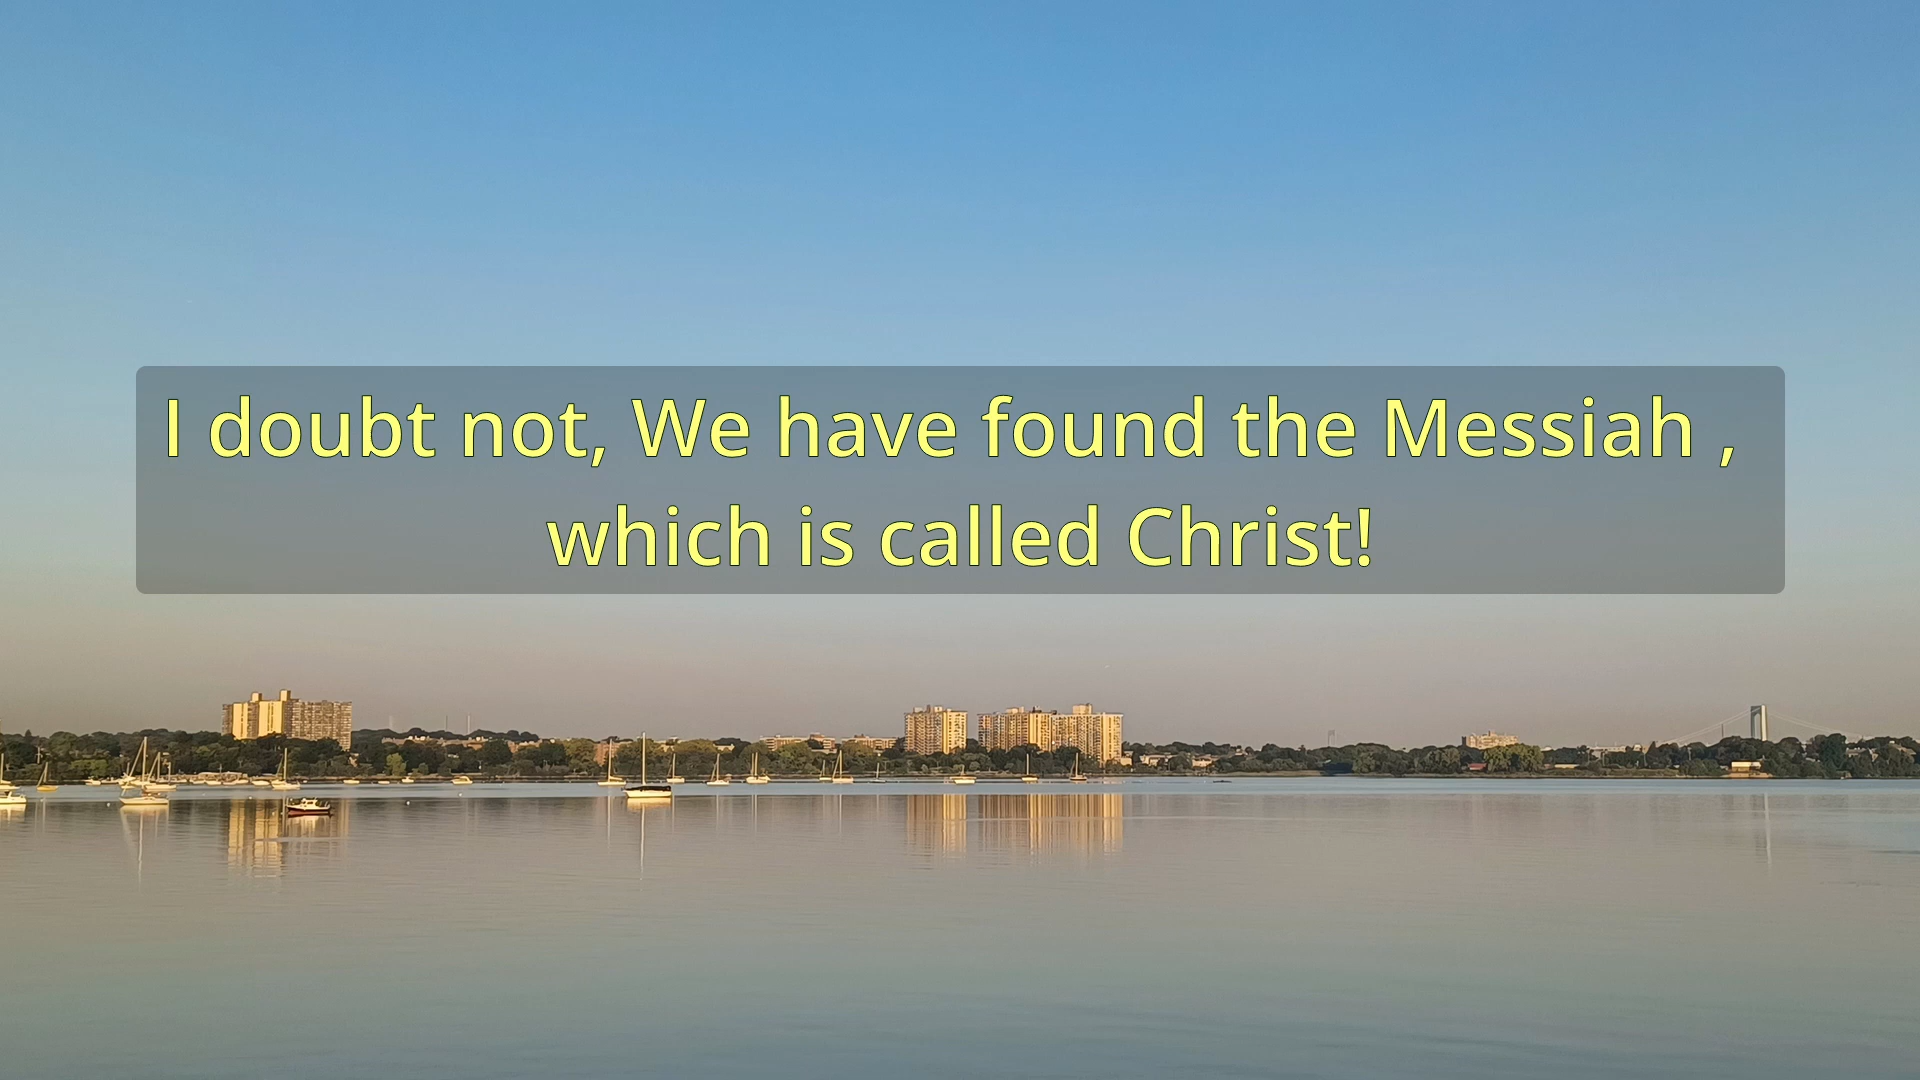 I doubt not, We have found the Messiah ,
which is called Christ!